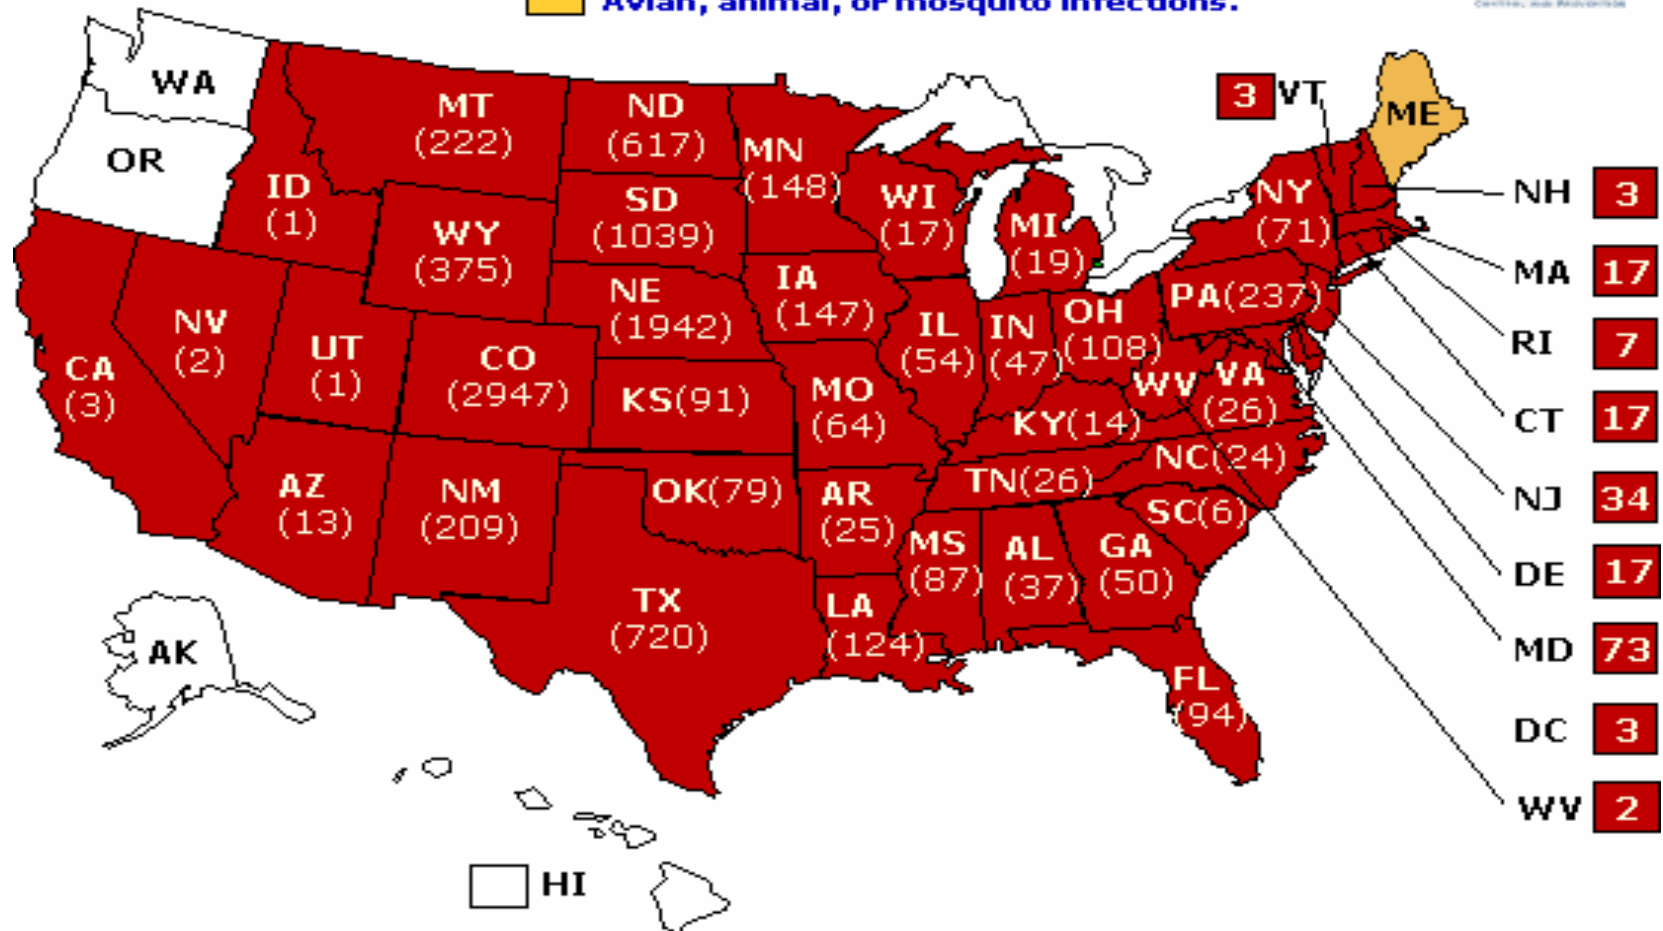 Avian, animal, or mosquito infections.
WA
OR
MT
(222)
ID
(1)
ND
(617)
MN
(148)
SD
(1039)
WY
(375)
WI
(17)
MI
(19)
NY
(71)
3 VT
ME
NH 3
MA 17
RI 7
CT 17
NJ 34
DE 17
MD 73
DC 3
WV 2
NE
(1942)
IA
(147)
NV
(2)
UT
(1)
CO
(2947)
CA
(3)
KS(91)
MO
(64)
IL
(54)
IN
(47)
OH
(108)
PA(237)
WV
VA
(26)
KY(14)
NC(24)
TN(26)
SC(6)
AZ
(13)
NM
(209)
OK(79)
AR
(25)
MS
(87)
AL
(37)
GA
(50)
TX
(720)
LA
(124)
FL
(94)
AK
HI